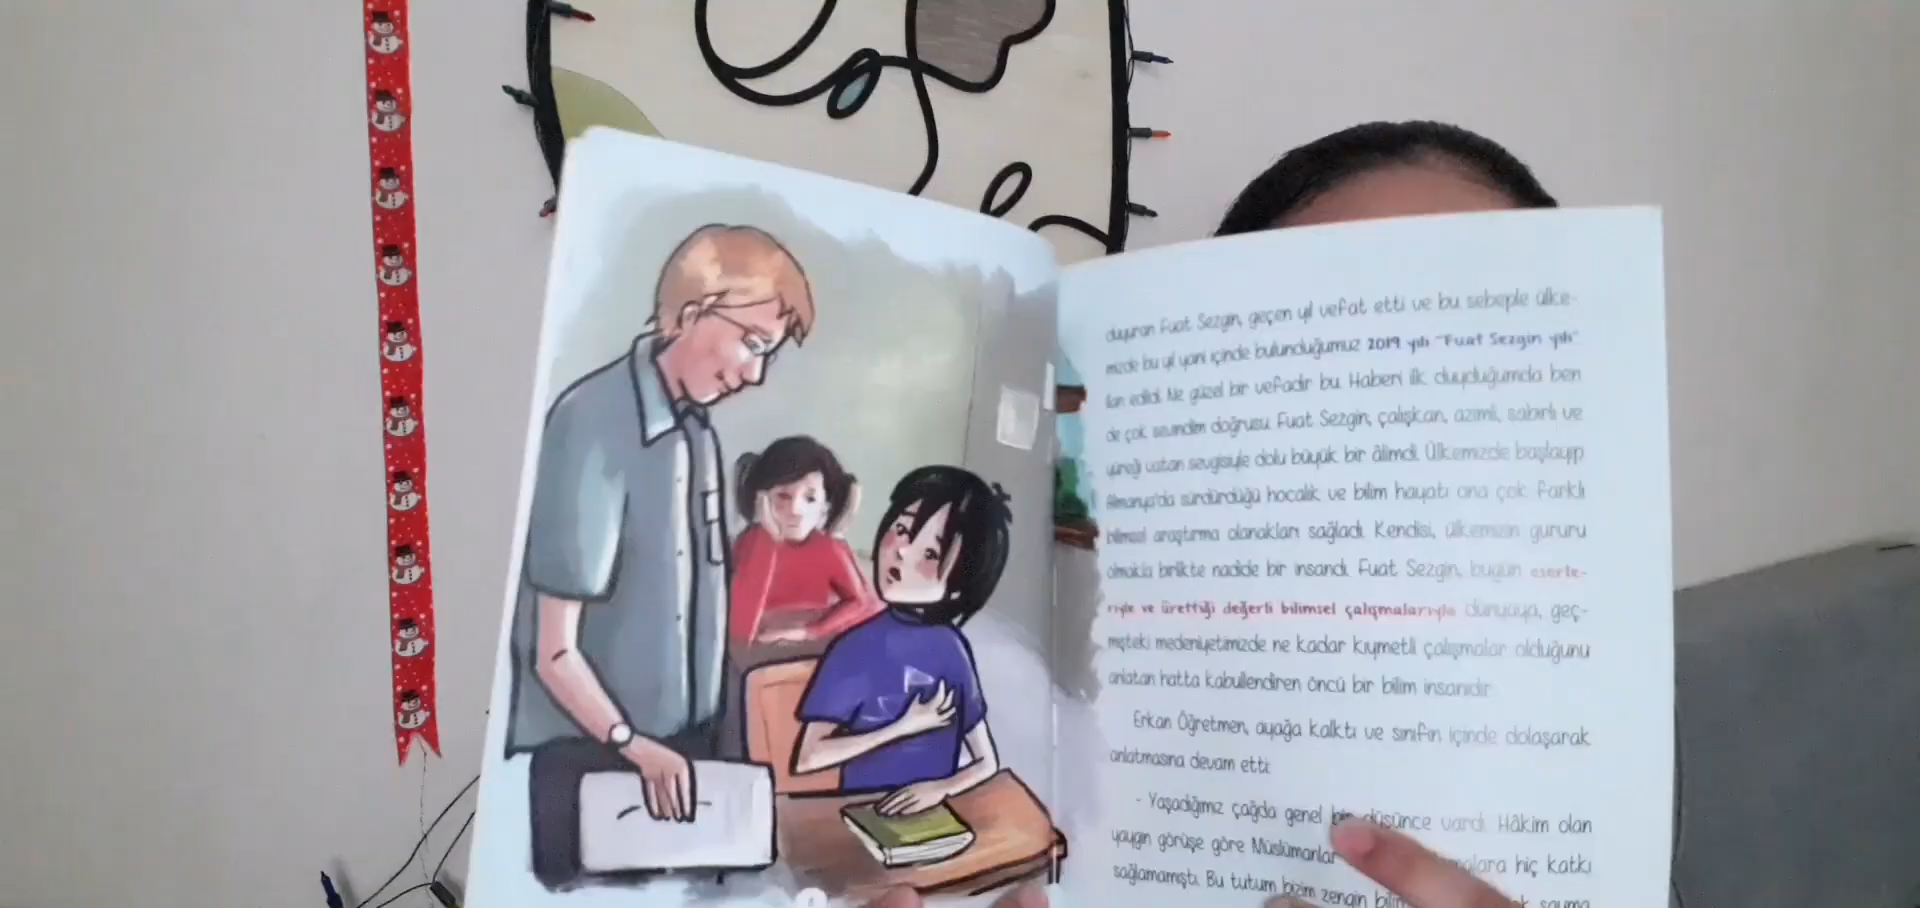 duyuran Fuat Sezgin, geçen yıl vefat etti ve bu sebeple ülke-
mizde bu yıl yani içinde bulunduğumuz 2019 yılı "Fuat Sezgin yılı"
ilan edildi. Ne güzel bir vefadır bu. Haberi ilk duyduğumda ben
de çok sevindim doğrusu. Fuat Sezgin, çalışkan, azimli, sabırlı ve
yüreği vatan sevgisiyle dolu büyük bir âlimdi. Ülkemizde başlayıp
Almanya'da sürdürdüğü hocalık ve bilim hayatı ona çok farklı
bilimsel araştırma olanakları sağladı. Kendisi, ülkemizin gururu
olmakla birlikte nadide bir insandı. Fuat Sezgin, bugün eserle-
riyle ve ürettiği değerli bilimsel çalışmalarıyla dünyaya, geç-
mişteki medeniyetimizde ne kadar kıymetli çalışmalar olduğunu
anlatan hatta kabullendiren öncü bir bilim insanıdır.
Erkan Öğretmen, ayağa kalktı ve sınıfın içinde dolaşarak
anlatmasına devam etti:
- Yaşadığımız çağda genel bir düşünce vardı. Hâkim olan
yaygın görüşe göre Müslümanlar hiç katkı
sağlamamıştı. Bu tutum bizim zengin